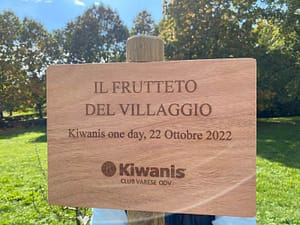 IL FRUTTETO
DEL VILLAGGIO
Kiwanis one day, 22 Ottobre 2022
Kiwanis
CLUB VARESE ODV